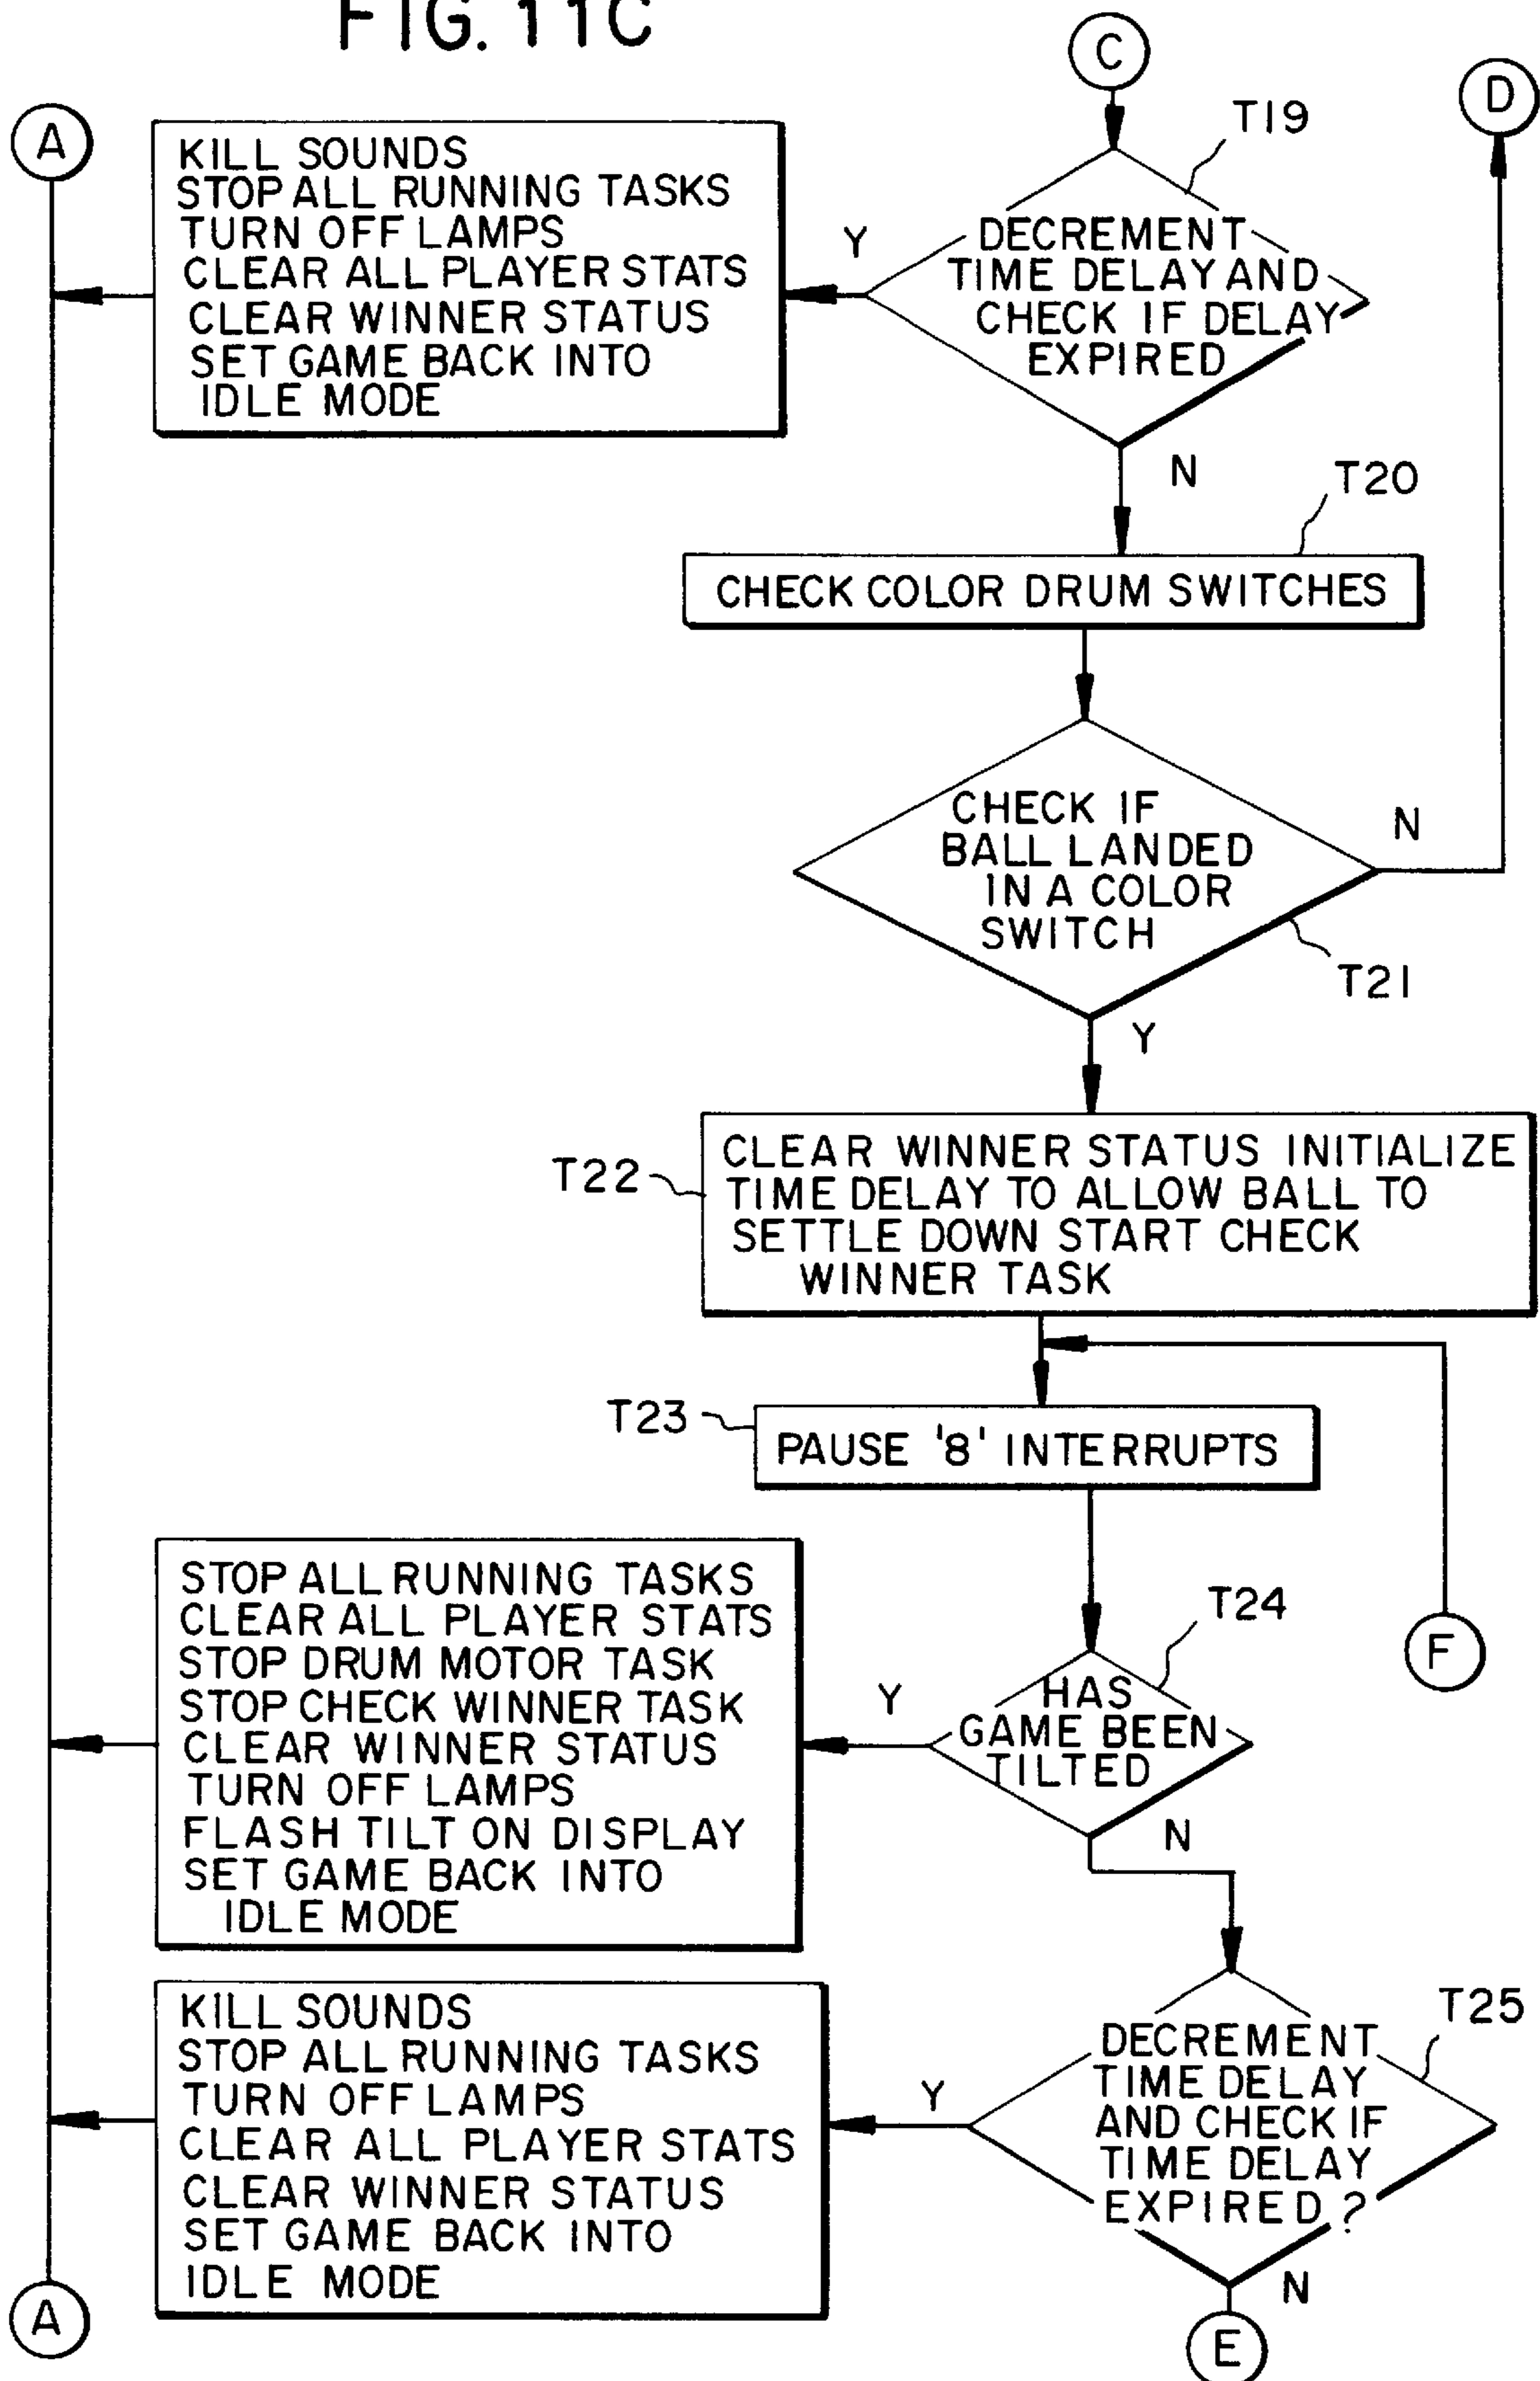 FIG. 11C
C
D
A
T19
KILL SOUNDS
STOP ALL RUNNING TASKS
TURN OFF LAMPS
CLEAR ALL PLAYER STATS
CLEAR WINNER STATUS
SET GAME BACK INTO
IDLE MODE
Y
DECREMENT
TIME DELAY AND
CHECK IF DELAY
EXPIRED
N
T20
CHECK COLOR DRUM SWITCHES
CHECK IF
BALL LANDED
IN A COLOR
SWITCH
N
T21
Y
T22
CLEAR WINNER STATUS INITIALIZE
TIME DELAY TO ALLOW BALL TO
SETTLE DOWN START CHECK
WINNER TASK
T23
PAUSE '8' INTERRUPTS
STOP ALL RUNNING TASKS
CLEAR ALL PLAYER STATS
STOP DRUM MOTOR TASK
STOP CHECK WINNER TASK
CLEAR WINNER STATUS
TURN OFF LAMPS
FLASH TILT ON DISPLAY
SET GAME BACK INTO
IDLE MODE
Y
HAS
GAME BEEN
TILTED
T24
F
N
KILL SOUNDS
STOP ALL RUNNING TASKS
TURN OFF LAMPS
CLEAR ALL PLAYER STATS
CLEAR WINNER STATUS
SET GAME BACK INTO
IDLE MODE
Y
DECREMENT
TIME DELAY
AND CHECK IF
TIME DELAY
EXPIRED ?
T25
N
A
E